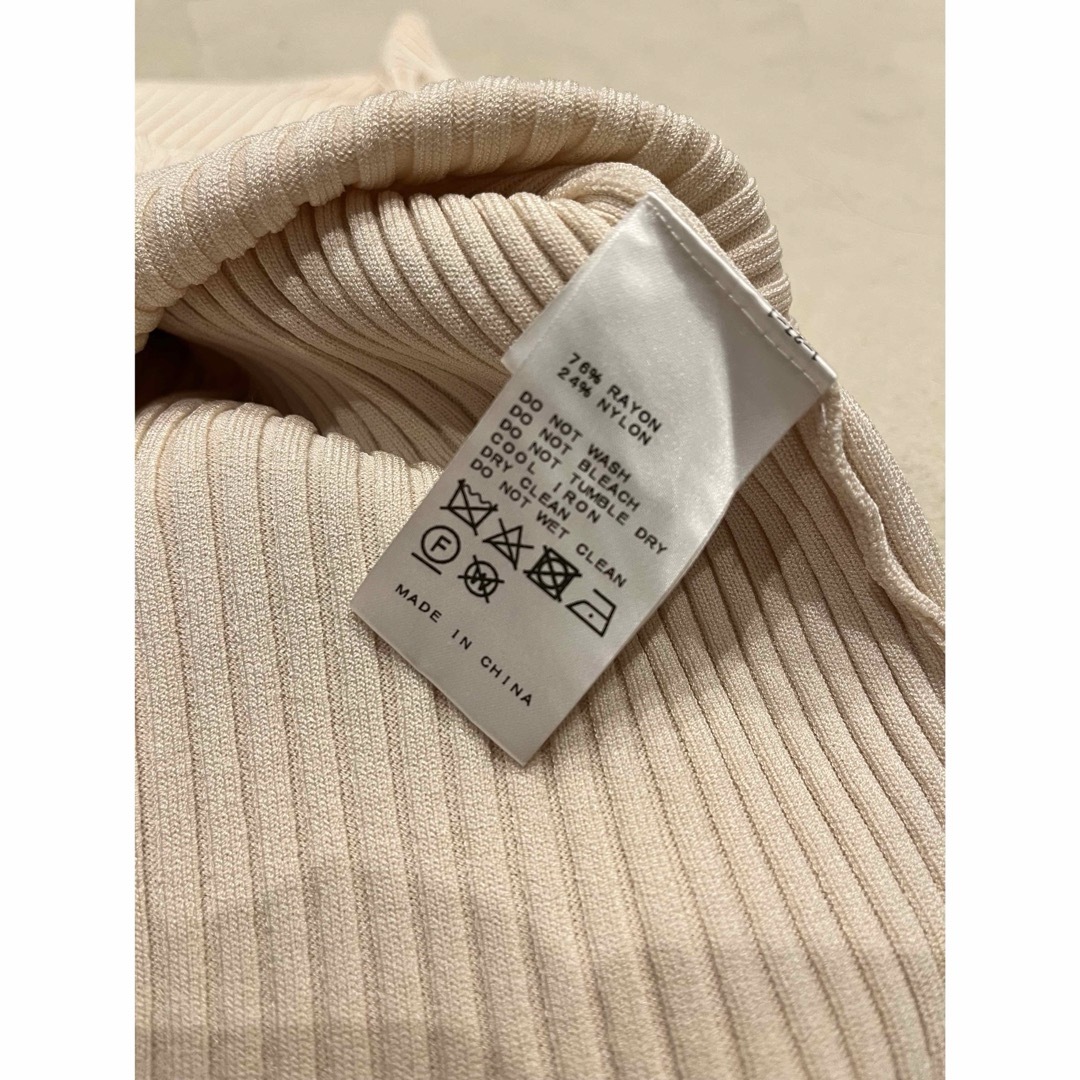 76% RAYON
24% NYLON
DO NOT WASH
DO NOT BLEACH
DO NOT TUMBLE DRY
COOL IRON
DRY CLEAN
DO NOT WET CLEAN
F W
MADE IN CHINA